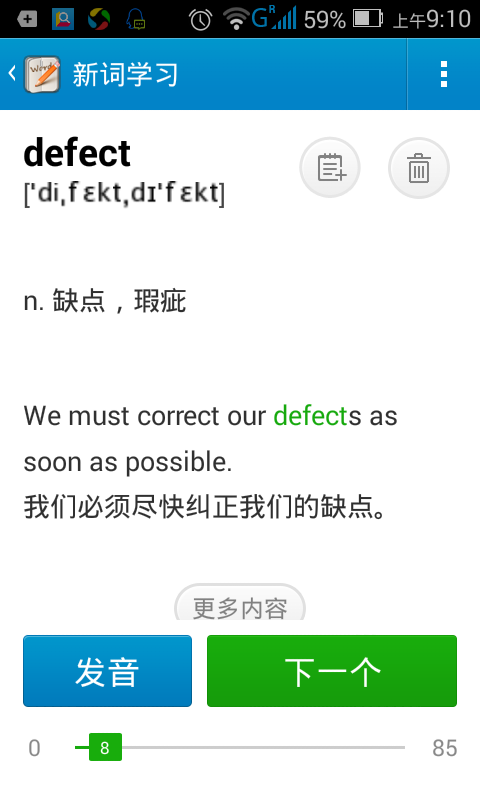 59% 上午9:10
新词学习
defect
['di,fɛkt,dɪ'fɛkt]
n. 缺点，瑕疵
We must correct our defects as
soon as possible.
我们必须尽快纠正我们的缺点。
更多内容
发音 下一个
0 8 85